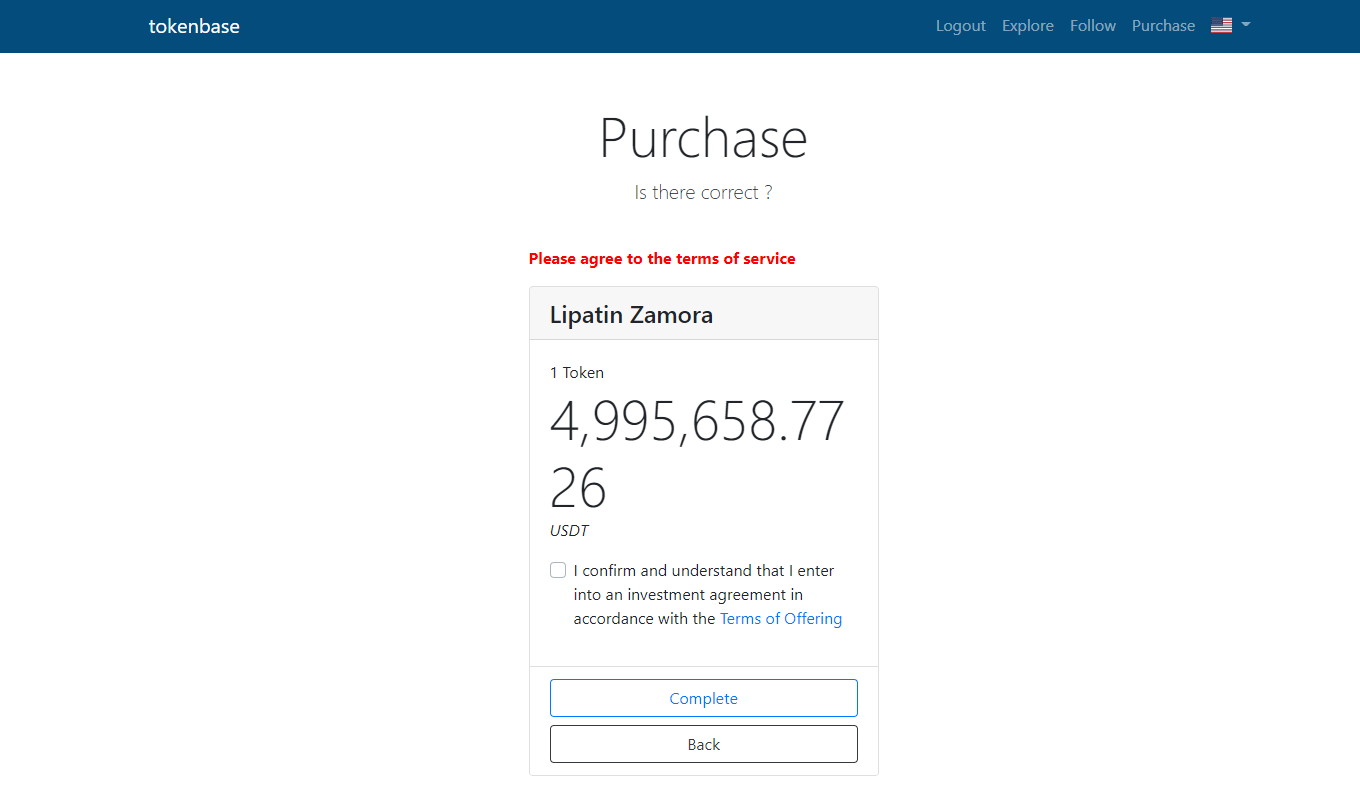 tokenbase
Logout Explore Follow Purchase
Purchase
Is there correct ?
Please agree to the terms of service
Lipatin Zamora
1 Token
4,995,658.77
26
USDT
I confirm and understand that I enter
into an investment agreement in
accordance with the Terms of Offering
Complete
Back